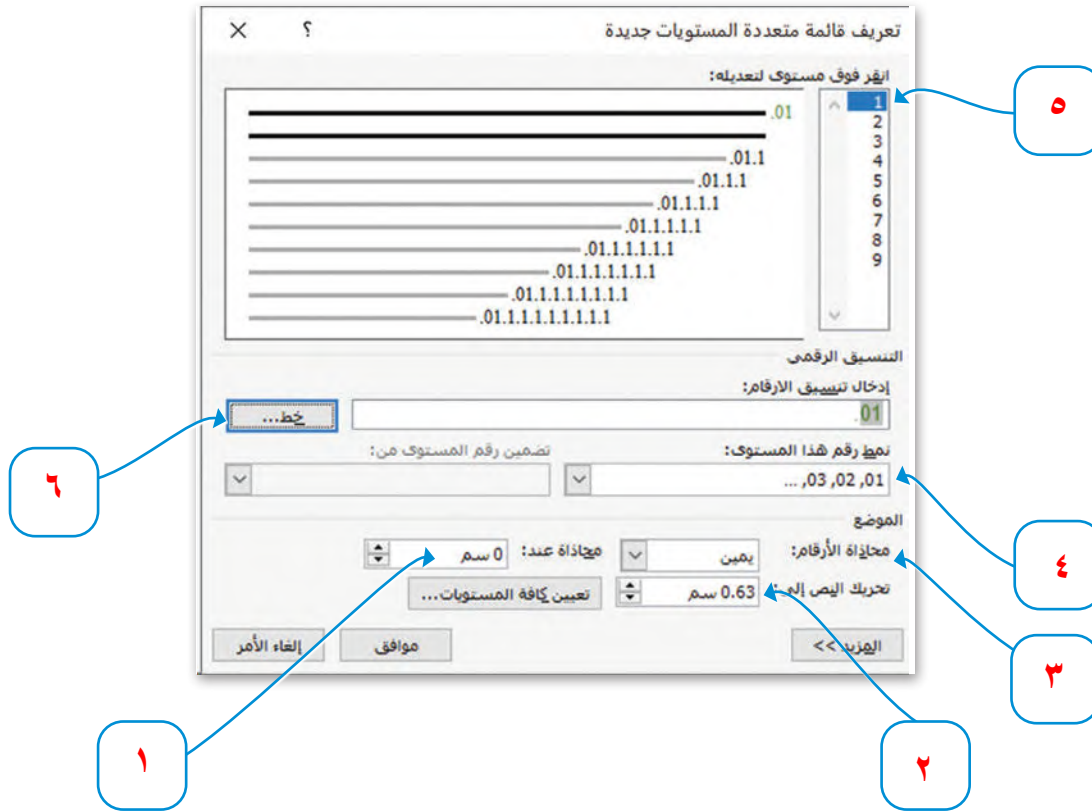 تعريف قائمة متعددة المستويات جديدة ؟ ×
انقر فوق مستوى لتعديله:
1
2
3
4
5
6
7
8
9
.01
.01.1
.01.1.1
.01.1.1.1
.01.1.1.1.1
.01.1.1.1.1.1
.01.1.1.1.1.1.1
.01.1.1.1.1.1.1.1
.01.1.1.1.1.1.1.1.1
٥
التنسيق الرقمي
إدخال تنسيق الارقام:
.01 خط...
نمط رقم هذا المستوى: تضمين رقم المستوى من:
01, 02, 03, ...
٦
٤
الموضع
محاذاة الأرقام: يمين محاذاة عند: 0 سم
تحريك النص إلى: 0.63 سم تعيين كافة المستويات...
المزيد >> موافق إلغاء الأمر
٣
٢
١